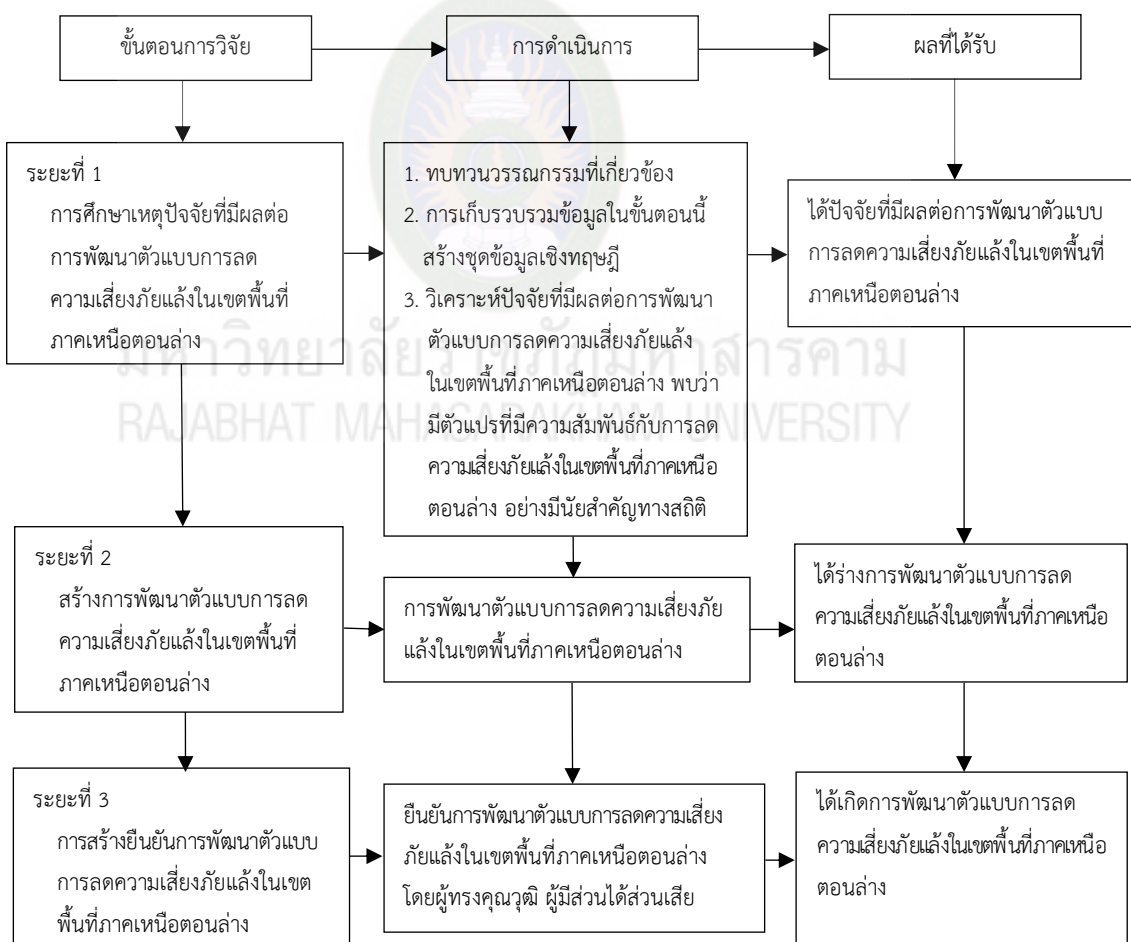 ขั้นตอนการวิจัย
การดำเนินการ
ผลที่ได้รับ
ระยะที่ 1
การศึกษาเหตุปัจจัยที่มีผลต่อ
การพัฒนาตัวแบบการลด
ความเสี่ยงภัยแล้งในเขตพื้นที่
ภาคเหนือตอนล่าง
1. ทบทวนวรรณกรรมที่เกี่ยวข้อง
2. การเก็บรวบรวมข้อมูลในขั้นตอนนี้
สร้างชุดข้อมูลเชิงทฤษฎี
3. วิเคราะห์ปัจจัยที่มีผลต่อการพัฒนา
ตัวแบบการลดความเสี่ยงภัยแล้ง
ในเขตพื้นที่ภาคเหนือตอนล่าง พบว่า
มีตัวแปรที่มีความสัมพันธ์กับการลด
ความเสี่ยงภัยแล้งในเขตพื้นที่ภาคเหนือ
ตอนล่าง อย่างมีนัยสำคัญทางสถิติ
ได้ปัจจัยที่มีผลต่อการพัฒนาตัวแบบ
การลดความเสี่ยงภัยแล้งในเขตพื้นที่
ภาคเหนือตอนล่าง
มหาวิทยาลัยราชภัฏมหาสารคาม
RAJABHAT MAHASARAKHAM UNIVERSITY
ระยะที่ 2
สร้างการพัฒนาตัวแบบการลด
ความเสี่ยงภัยแล้งในเขตพื้นที่
ภาคเหนือตอนล่าง
การพัฒนาตัวแบบการลดความเสี่ยงภัย
แล้งในเขตพื้นที่ภาคเหนือตอนล่าง
ได้ร่างการพัฒนาตัวแบบการลด
ความเสี่ยงภัยแล้งในเขตพื้นที่ภาคเหนือ
ตอนล่าง
ระยะที่ 3
การสร้างยืนยันการพัฒนาตัวแบบ
การลดความเสี่ยงภัยแล้งในเขต
พื้นที่ภาคเหนือตอนล่าง
ยืนยันการพัฒนาตัวแบบการลดความเสี่ยง
ภัยแล้งในเขตพื้นที่ภาคเหนือตอนล่าง
โดยผู้ทรงคุณวุฒิ ผู้มีส่วนได้ส่วนเสีย
ได้เกิดการพัฒนาตัวแบบการลด
ความเสี่ยงภัยแล้งในเขตพื้นที่ภาคเหนือ
ตอนล่าง